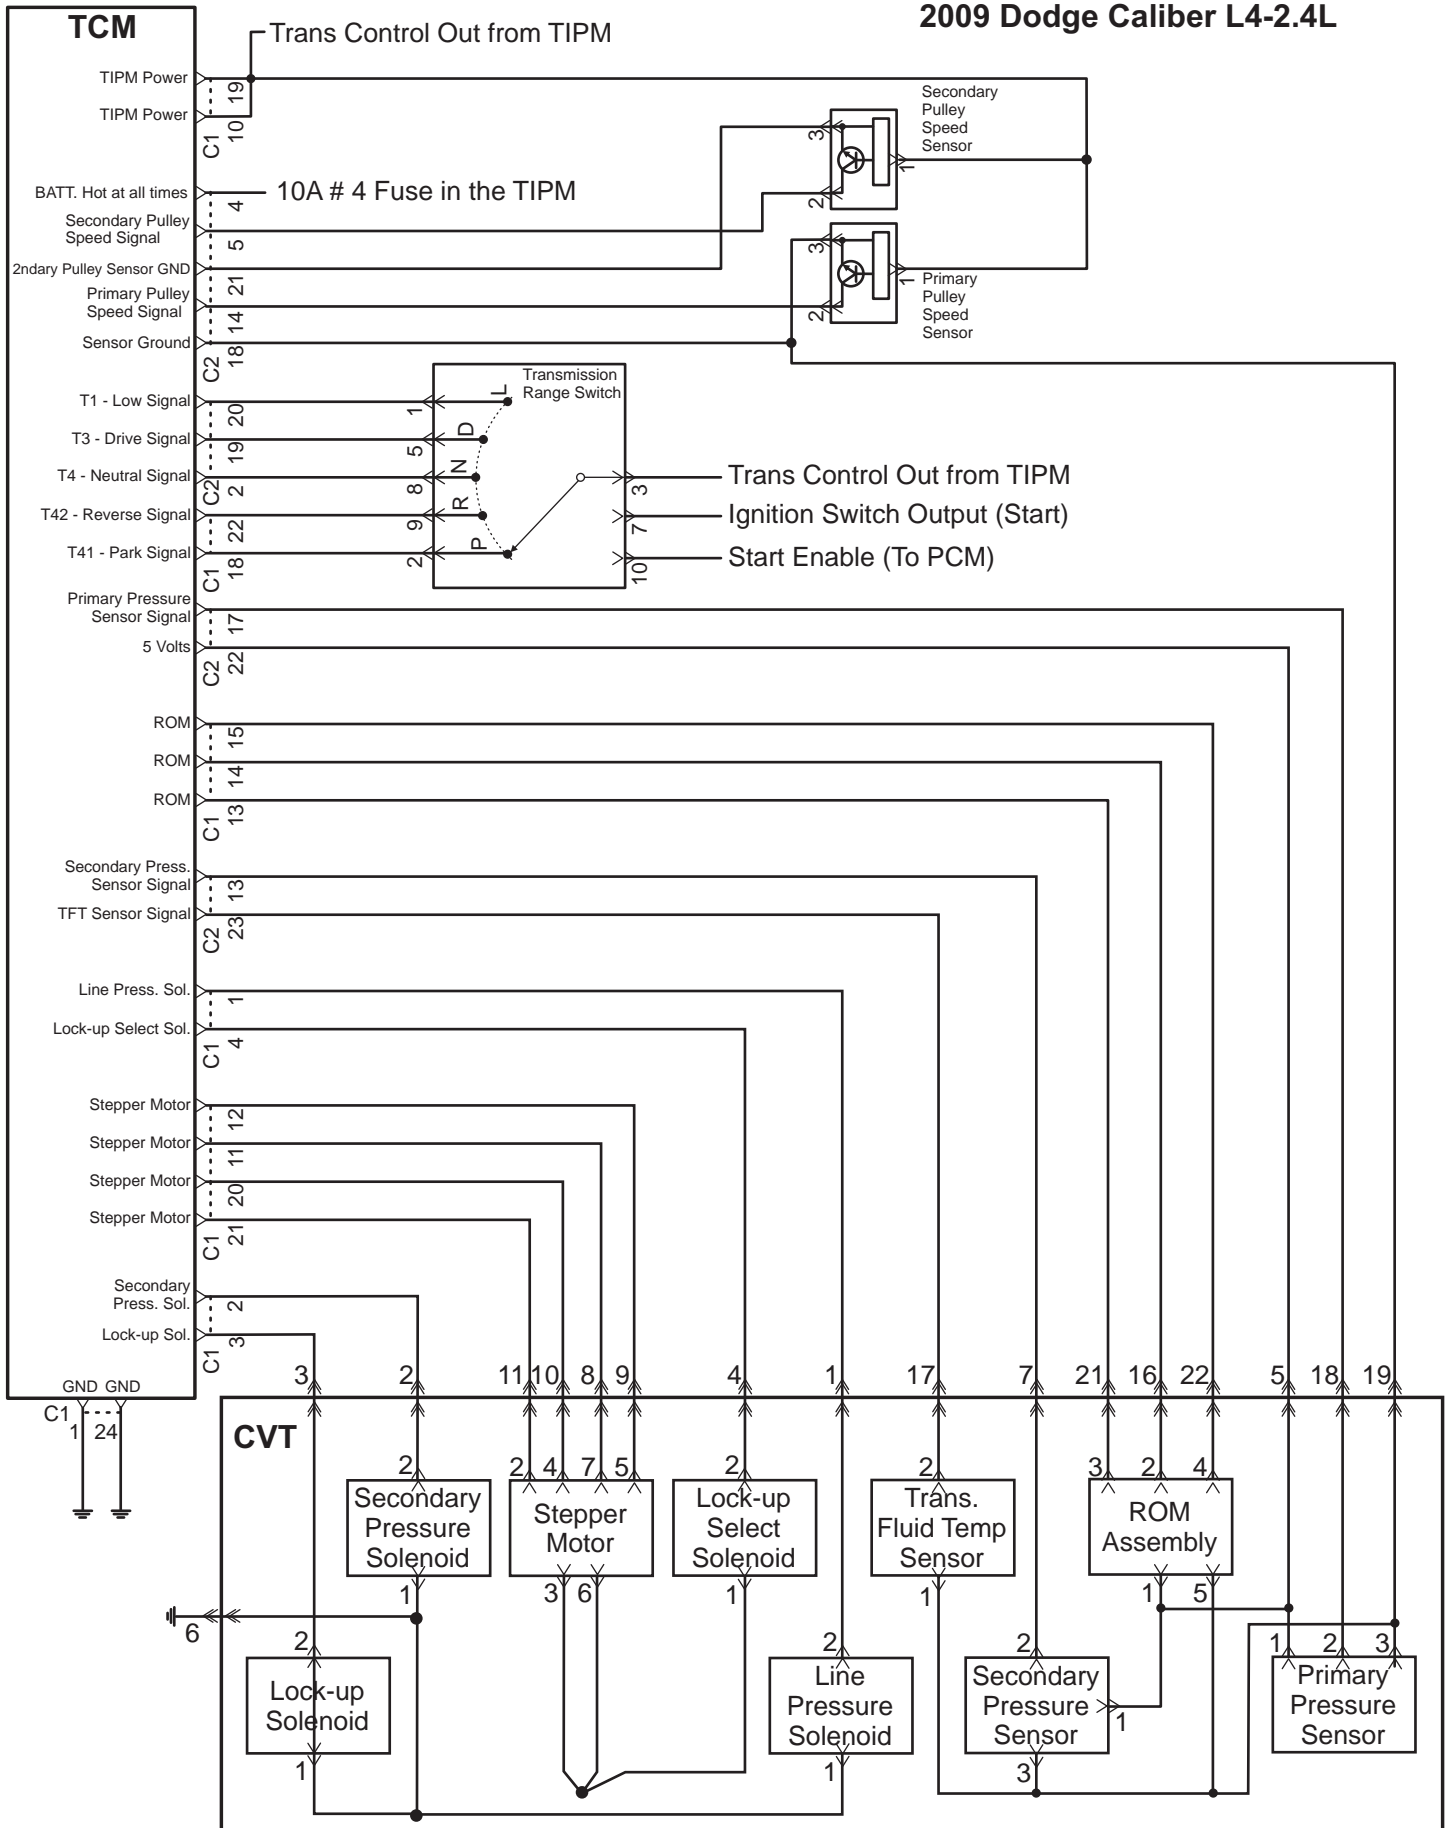 2009 Dodge Caliber L4-2.4L
TCM
Trans Control Out from TIPM
TIPM Power
19
TIPM Power
10
C1
BATT. Hot at all times
4
10A # 4 Fuse in the TIPM
Secondary Pulley
Speed Signal
5
2ndary Pulley Sensor GND
21
Primary Pulley
Speed Signal
14
Sensor Ground
18
C2
Secondary
Pulley
Speed
Sensor
3
2
1
Primary
Pulley
Speed
Sensor
3
2
1
T1 - Low Signal
20
T3 - Drive Signal
19
T4 - Neutral Signal
2
C2
T42 - Reverse Signal
22
T41 - Park Signal
18
C1
Transmission
Range Switch
1
5
8
9
2
L
D
N
R
P
3
7
10
Trans Control Out from TIPM
Ignition Switch Output (Start)
Start Enable (To PCM)
Primary Pressure
Sensor Signal
17
5 Volts
22
C2
ROM
15
ROM
14
ROM
13
C1
Secondary Press.
Sensor Signal
13
TFT Sensor Signal
23
C2
Line Press. Sol.
1
Lock-up Select Sol.
4
C1
Stepper Motor
12
Stepper Motor
11
Stepper Motor
20
Stepper Motor
21
C1
Secondary
Press. Sol.
2
Lock-up Sol.
3
C1
GND GND
C1
1 24
3 2 11 10 8 9 4 1 17 7 21 16 22 5 18 19
CVT
2
Secondary
Pressure
Solenoid
1
2 4 7 5
Stepper
Motor
3 6
2
Lock-up
Select
Solenoid
1
2
Trans.
Fluid Temp
Sensor
1
3 2 4
ROM
Assembly
1 5
6
2
Lock-up
Solenoid
1
2
Line
Pressure
Solenoid
1
2
Secondary
Pressure
Sensor
1
3
1 2 3
Primary
Pressure
Sensor